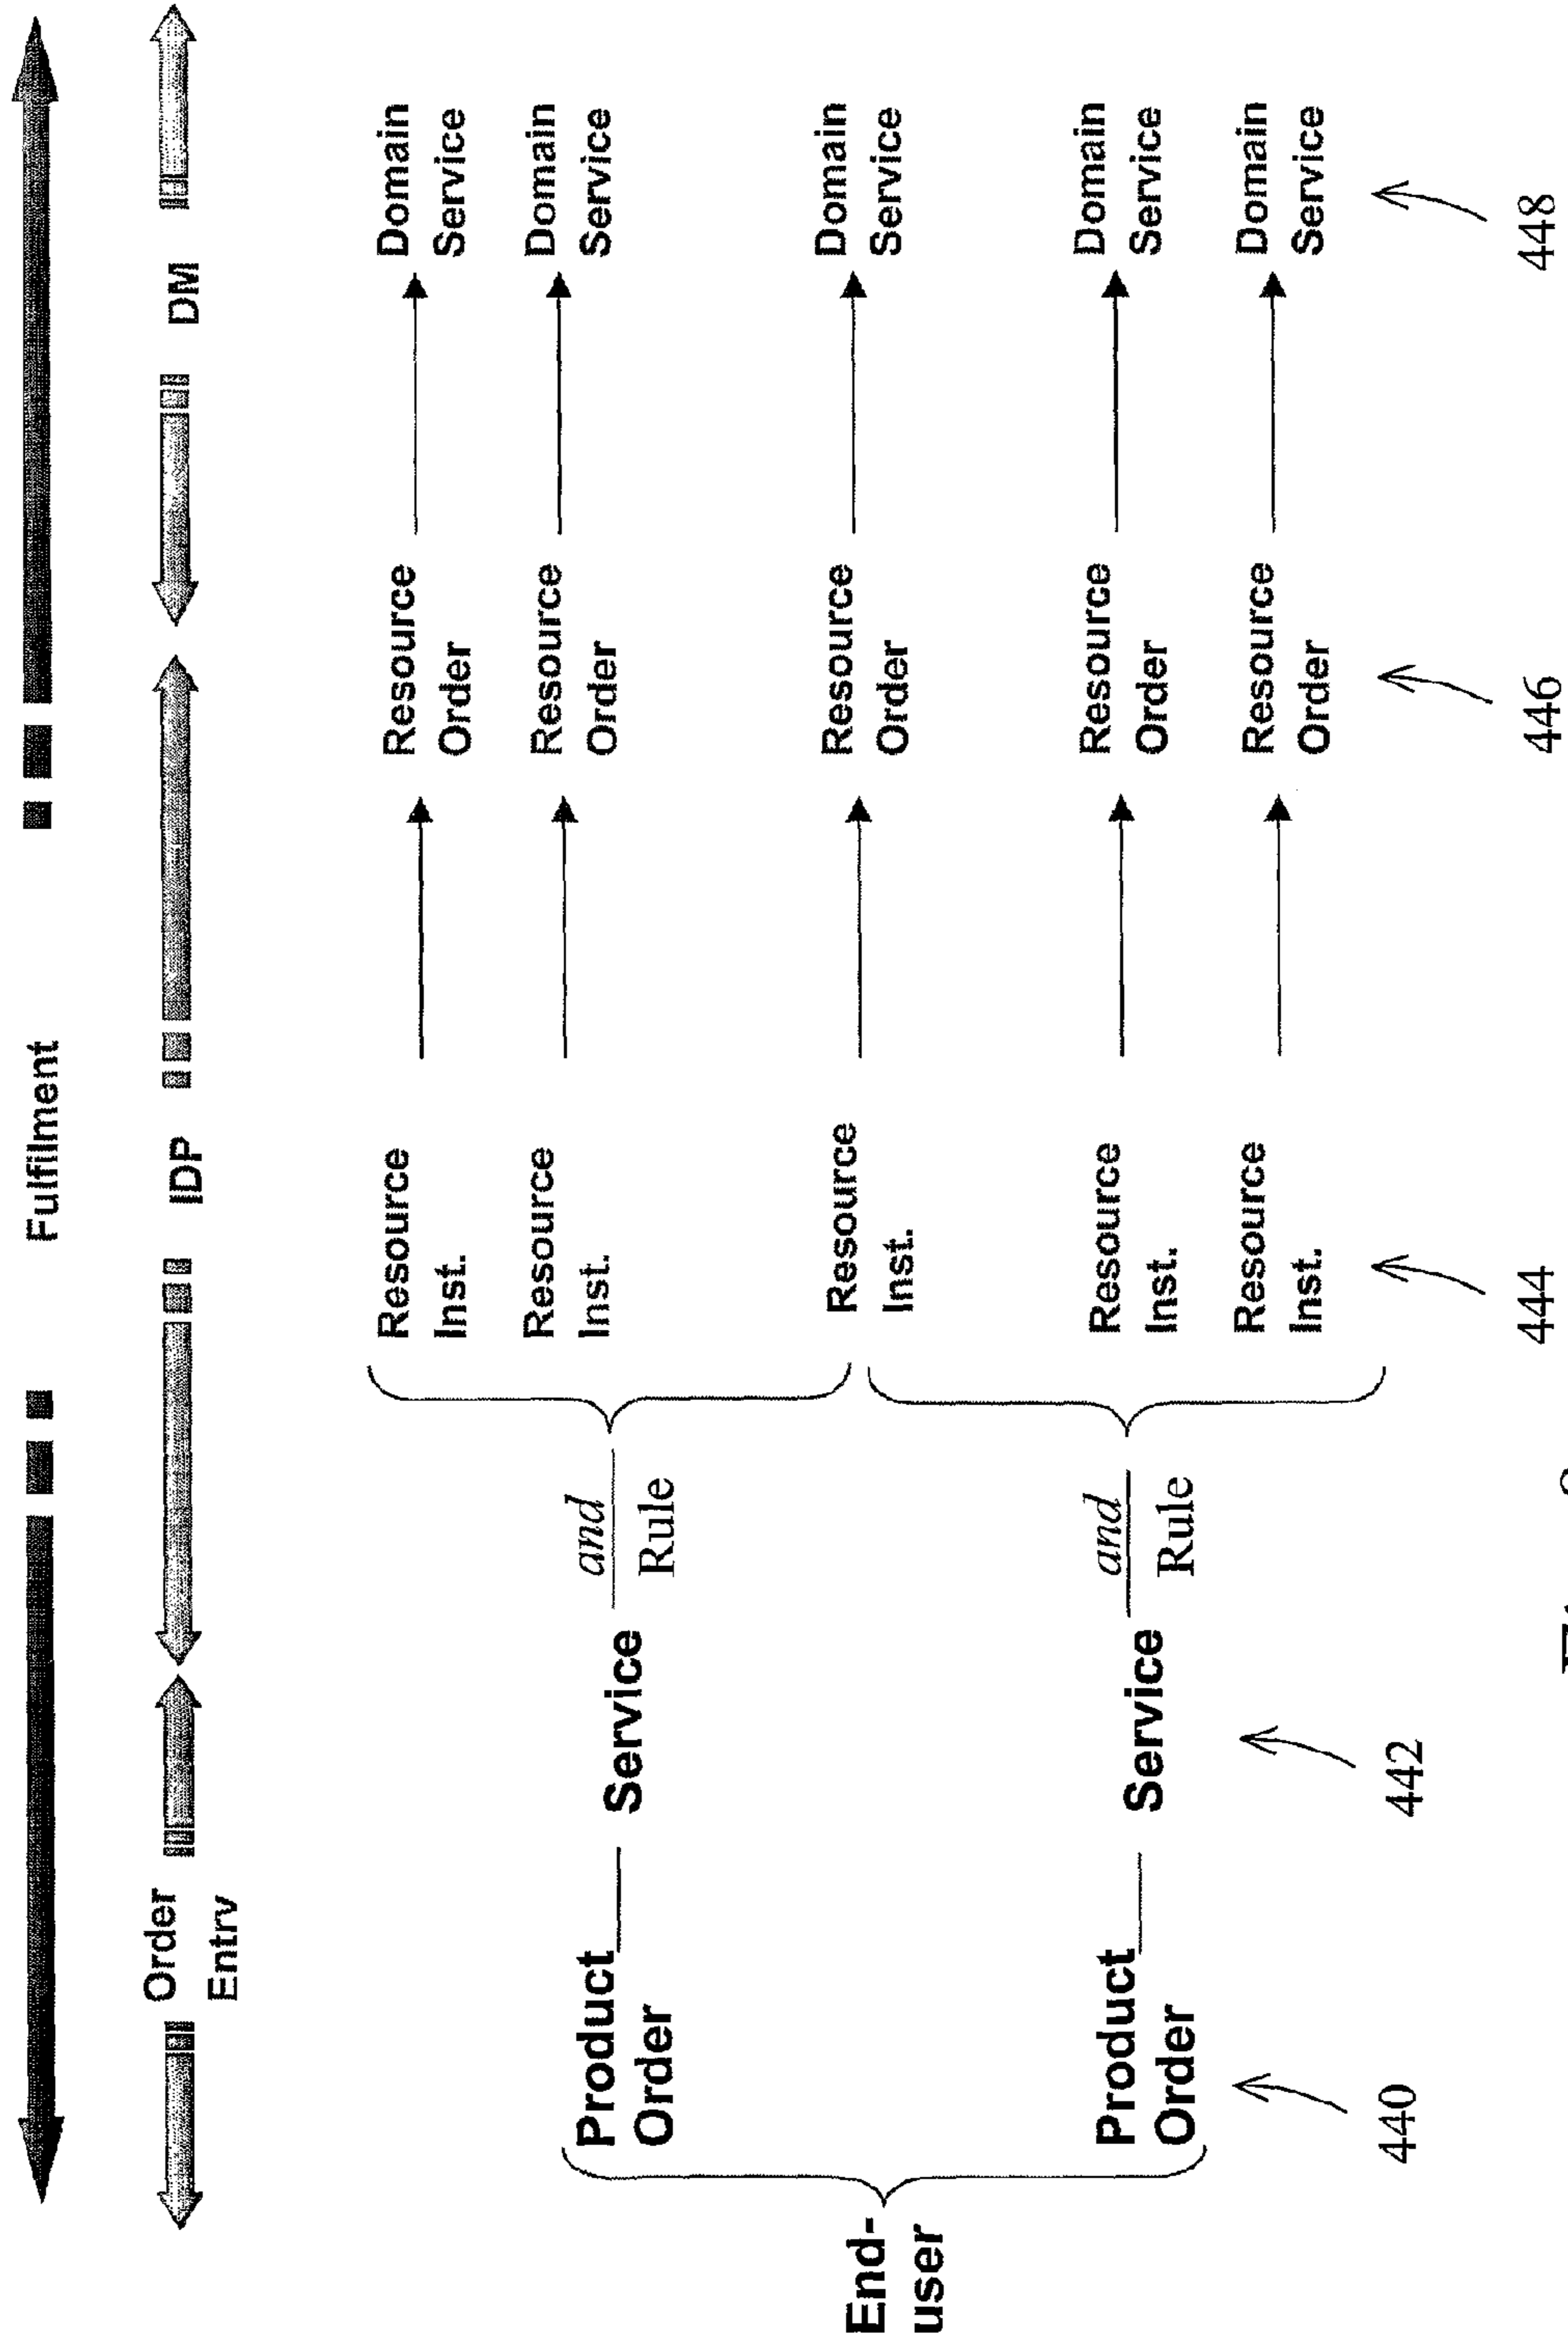 Fulfilment
Order
Entry
IDP
DM
End-
user
Product
Order
Service
and
Rule
Resource
Inst.
Resource
Order
Domain
Service
Resource
Inst.
Resource
Order
Domain
Service
Resource
Inst.
Resource
Order
Domain
Service
Product
Order
Service
and
Rule
Resource
Inst.
Resource
Order
Domain
Service
Resource
Inst.
Resource
Order
Domain
Service
440
442
444
446
448